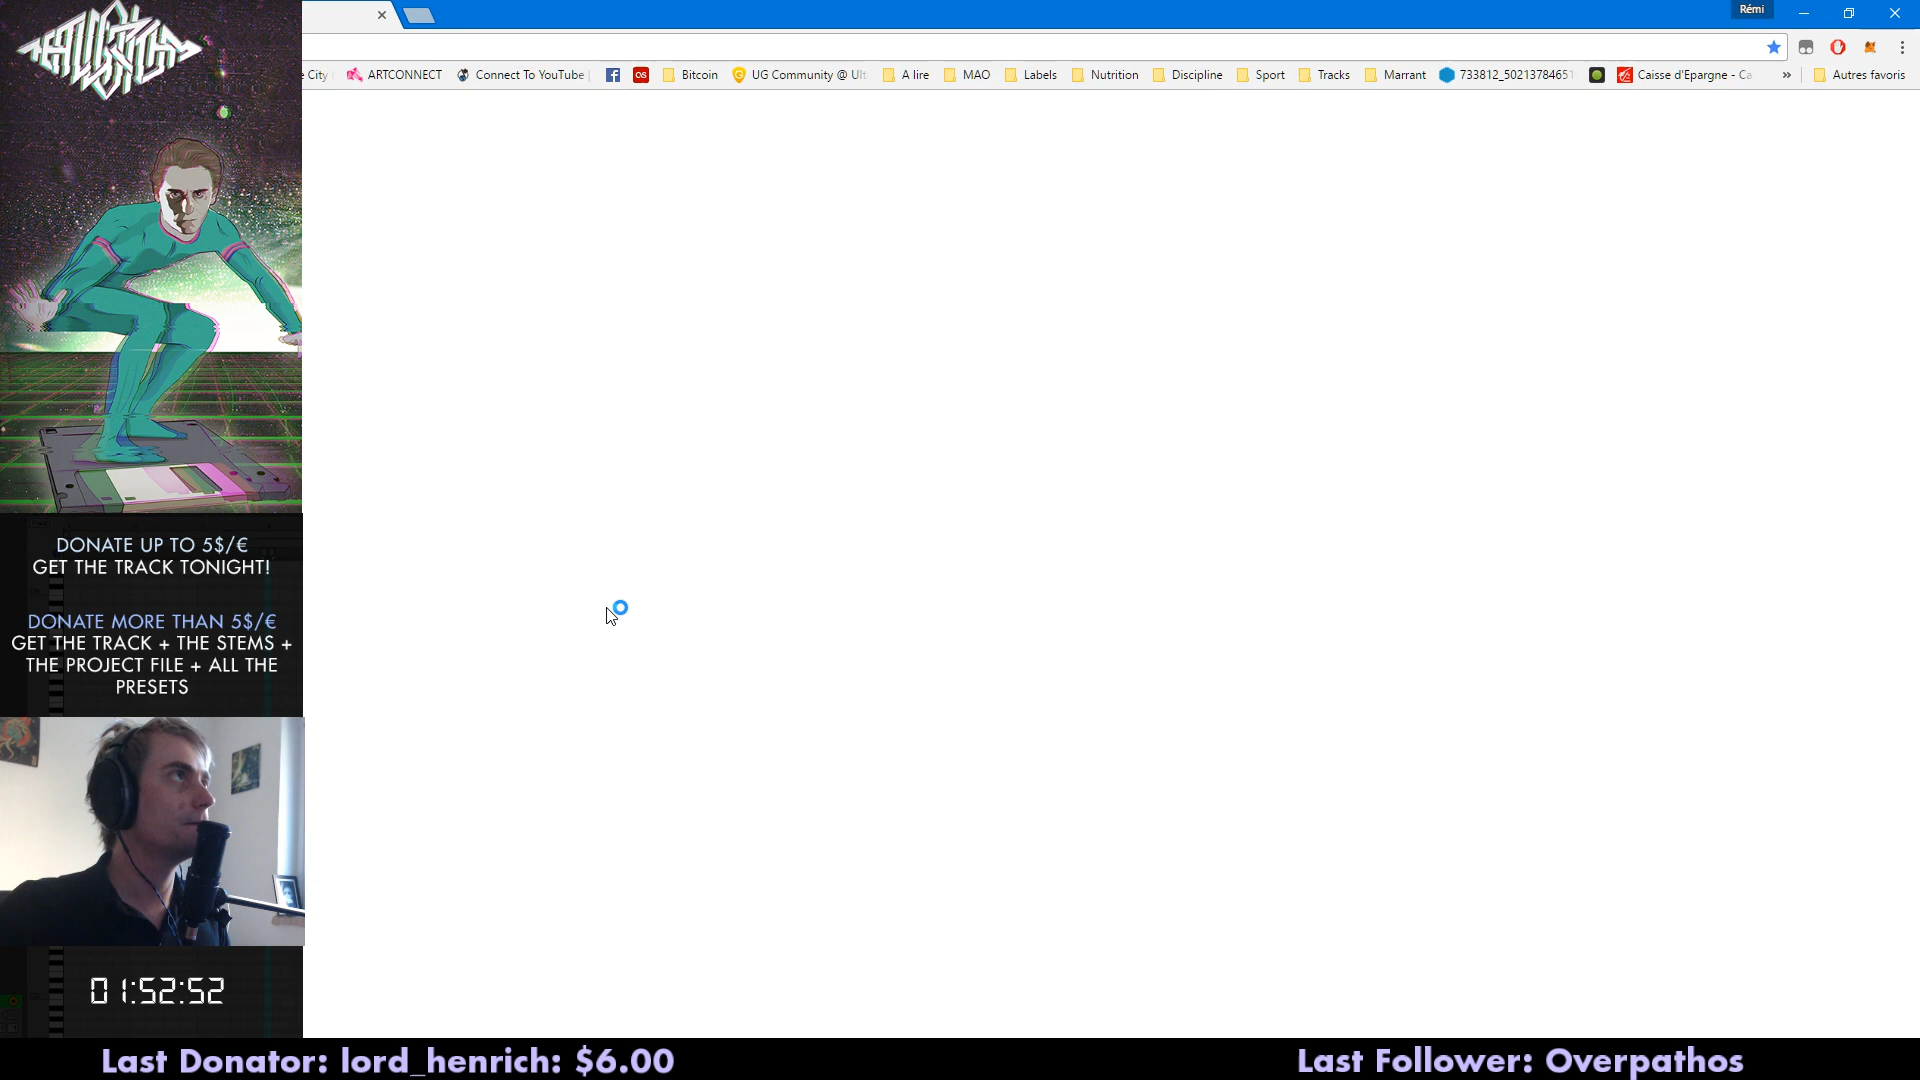 Rémi
e City
ARTCONNECT
Connect To YouTube
Bitcoin
UG Community @ Ult
A lire
MAO
Labels
Nutrition
Discipline
Sport
Tracks
Marrant
733812_50213784651
Caisse d'Epargne - Ca
»
Autres favoris
DONATE UP TO 5$/€
GET THE TRACK TONIGHT!
DONATE MORE THAN 5$/€
GET THE TRACK + THE STEMS +
THE PROJECT FILE + ALL THE
PRESETS
01:52:52
Last Donator: lord_henrich: $6.00
Last Follower: Overpathos